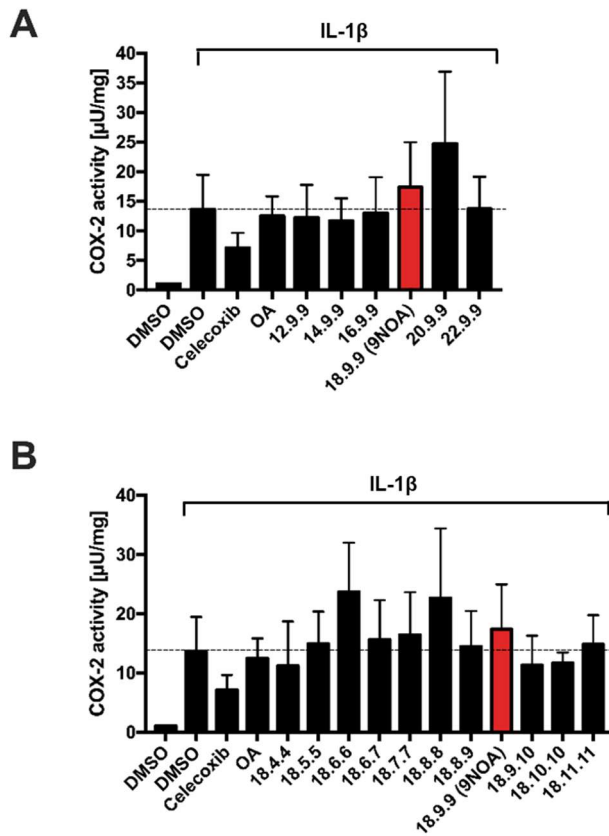 A
IL-1β
COX-2 activity [µU/mg]
40
35
30
25
20
15
10
5
0
DMSO
DMSO
Celecoxib
OA
12.9.9
14.9.9
16.9.9
18.9.9 (9NOA)
20.9.9
22.9.9
B
IL-1β
COX-2 activity [µU/mg]
40
30
20
10
0
DMSO
DMSO
Celecoxib
OA
18.4.4
18.5.5
18.6.6
18.6.7
18.7.7
18.8.8
18.8.9
18.9.9 (9NOA)
18.9.10
18.10.10
18.11.11